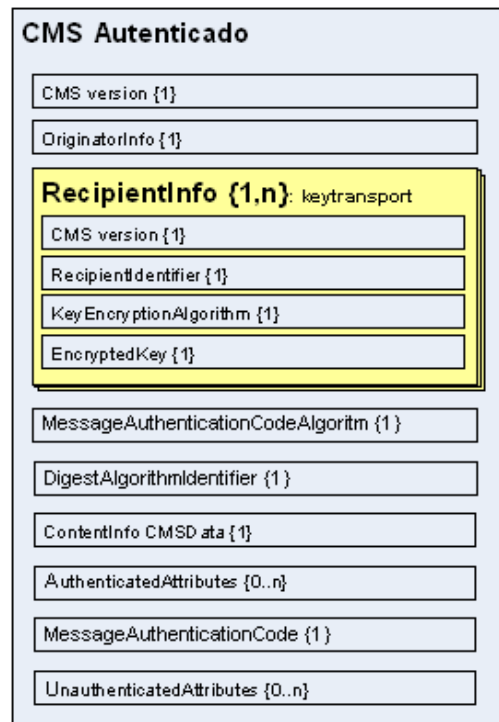 CMS Autenticado
CMS version {1}
OriginatorInfo {1}
RecipientInfo {1,n}: keytransport
CMS version {1}
RecipientIdentifier {1}
KeyEncryptionAlgorithm {1}
EncryptedKey {1}
MessageAuthenticationCodeAlgoritm {1}
DigestAlgorithmIdentifier {1}
ContentInfo CMSData {1}
AuthenticatedAttributes {0..n}
MessageAuthenticationCode {1}
UnauthenticatedAttributes {0..n}